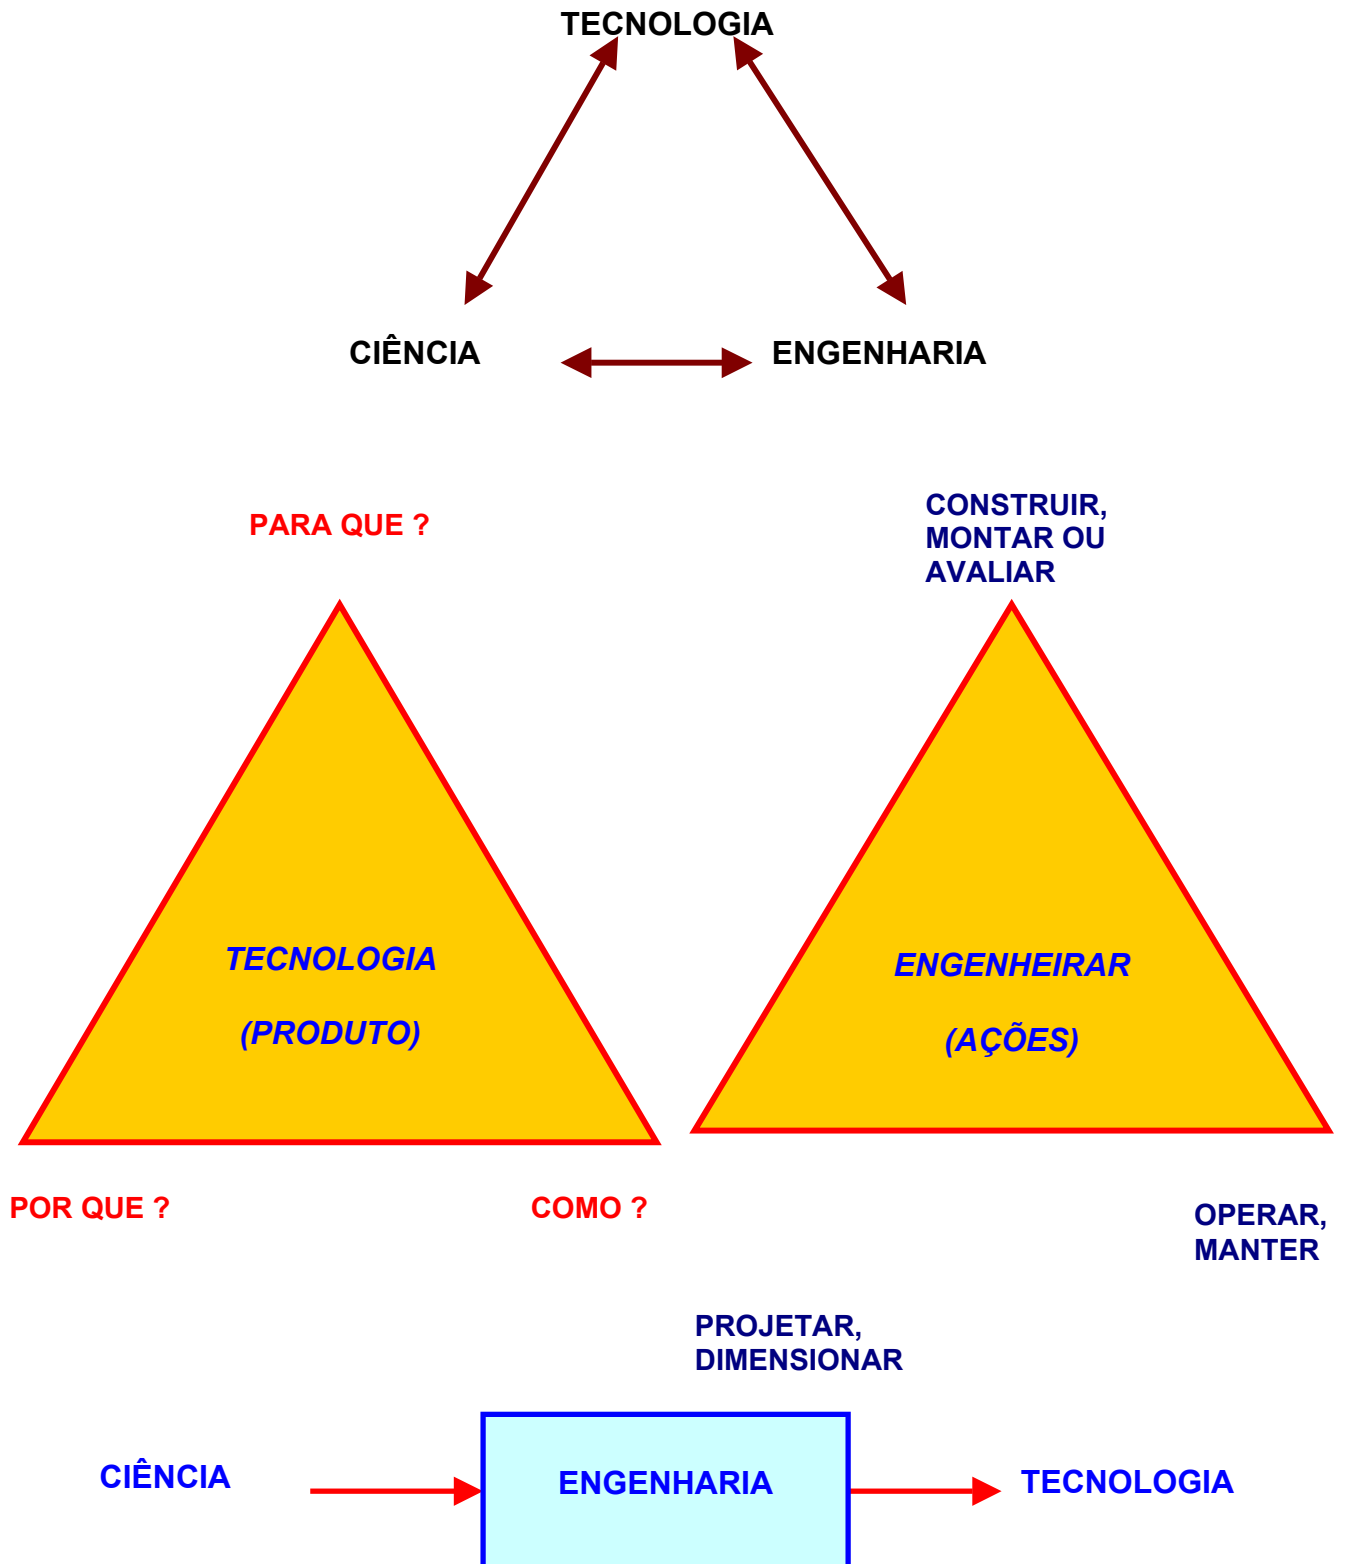 TECNOLOGIA
CIÊNCIA
ENGENHARIA
PARA QUE ?
CONSTRUIR,
MONTAR OU
AVALIAR
TECNOLOGIA
(PRODUTO)
ENGENHEIRAR
(AÇÕES)
POR QUE ?
COMO ?
OPERAR,
MANTER
PROJETAR,
DIMENSIONAR
CIÊNCIA
ENGENHARIA
TECNOLOGIA